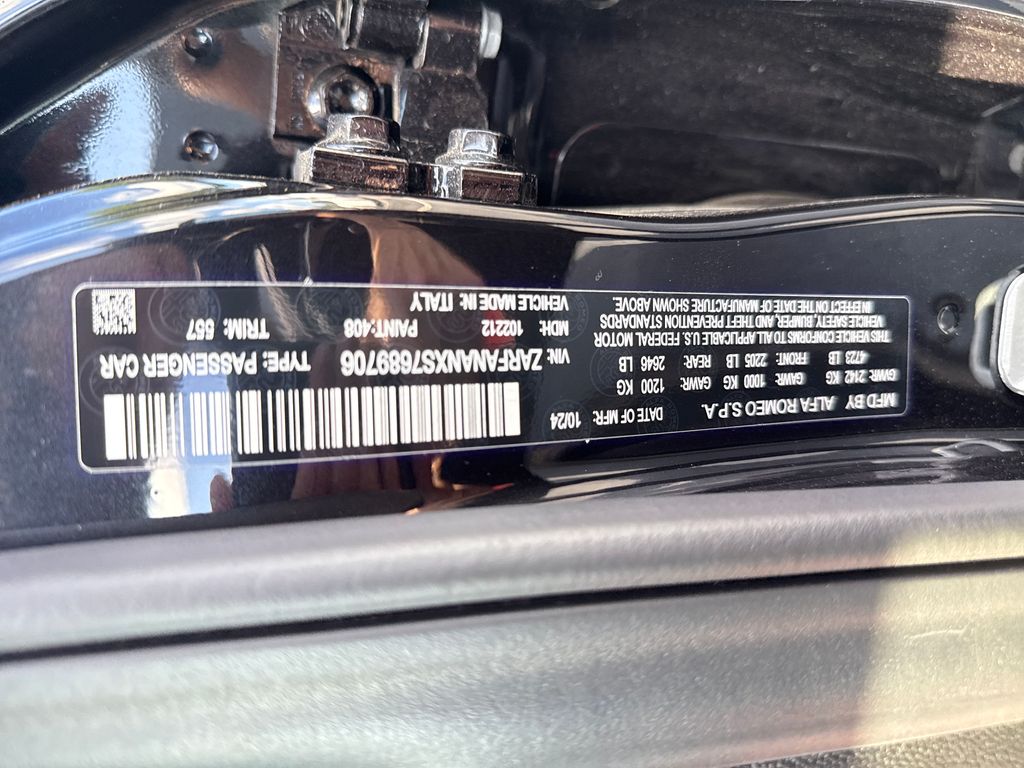 MFD BY ALFA ROMEO S.P.A. DATE OF MFR: 10/24
GVWR: 2142 KG GAWR: 1000 KG GAWR: 1200 KG
4723 LB FRONT: 2205 LB REAR: 2646 LB
THIS VEHICLE CONFORMS TO ALL APPLICABLE U.S. FEDERAL MOTOR
VEHICLE SAFETY, BUMPER, AND THEFT PREVENTION STANDARDS
IN EFFECT ON THE DATE OF MANUFACTURE SHOWN ABOVE.
VIN: ZARFANANXS7689706 TYPE: PASSENGER CAR
MDH: 102212 PAINT:408 TRIM: 557
VEHICLE MADE IN: ITALY